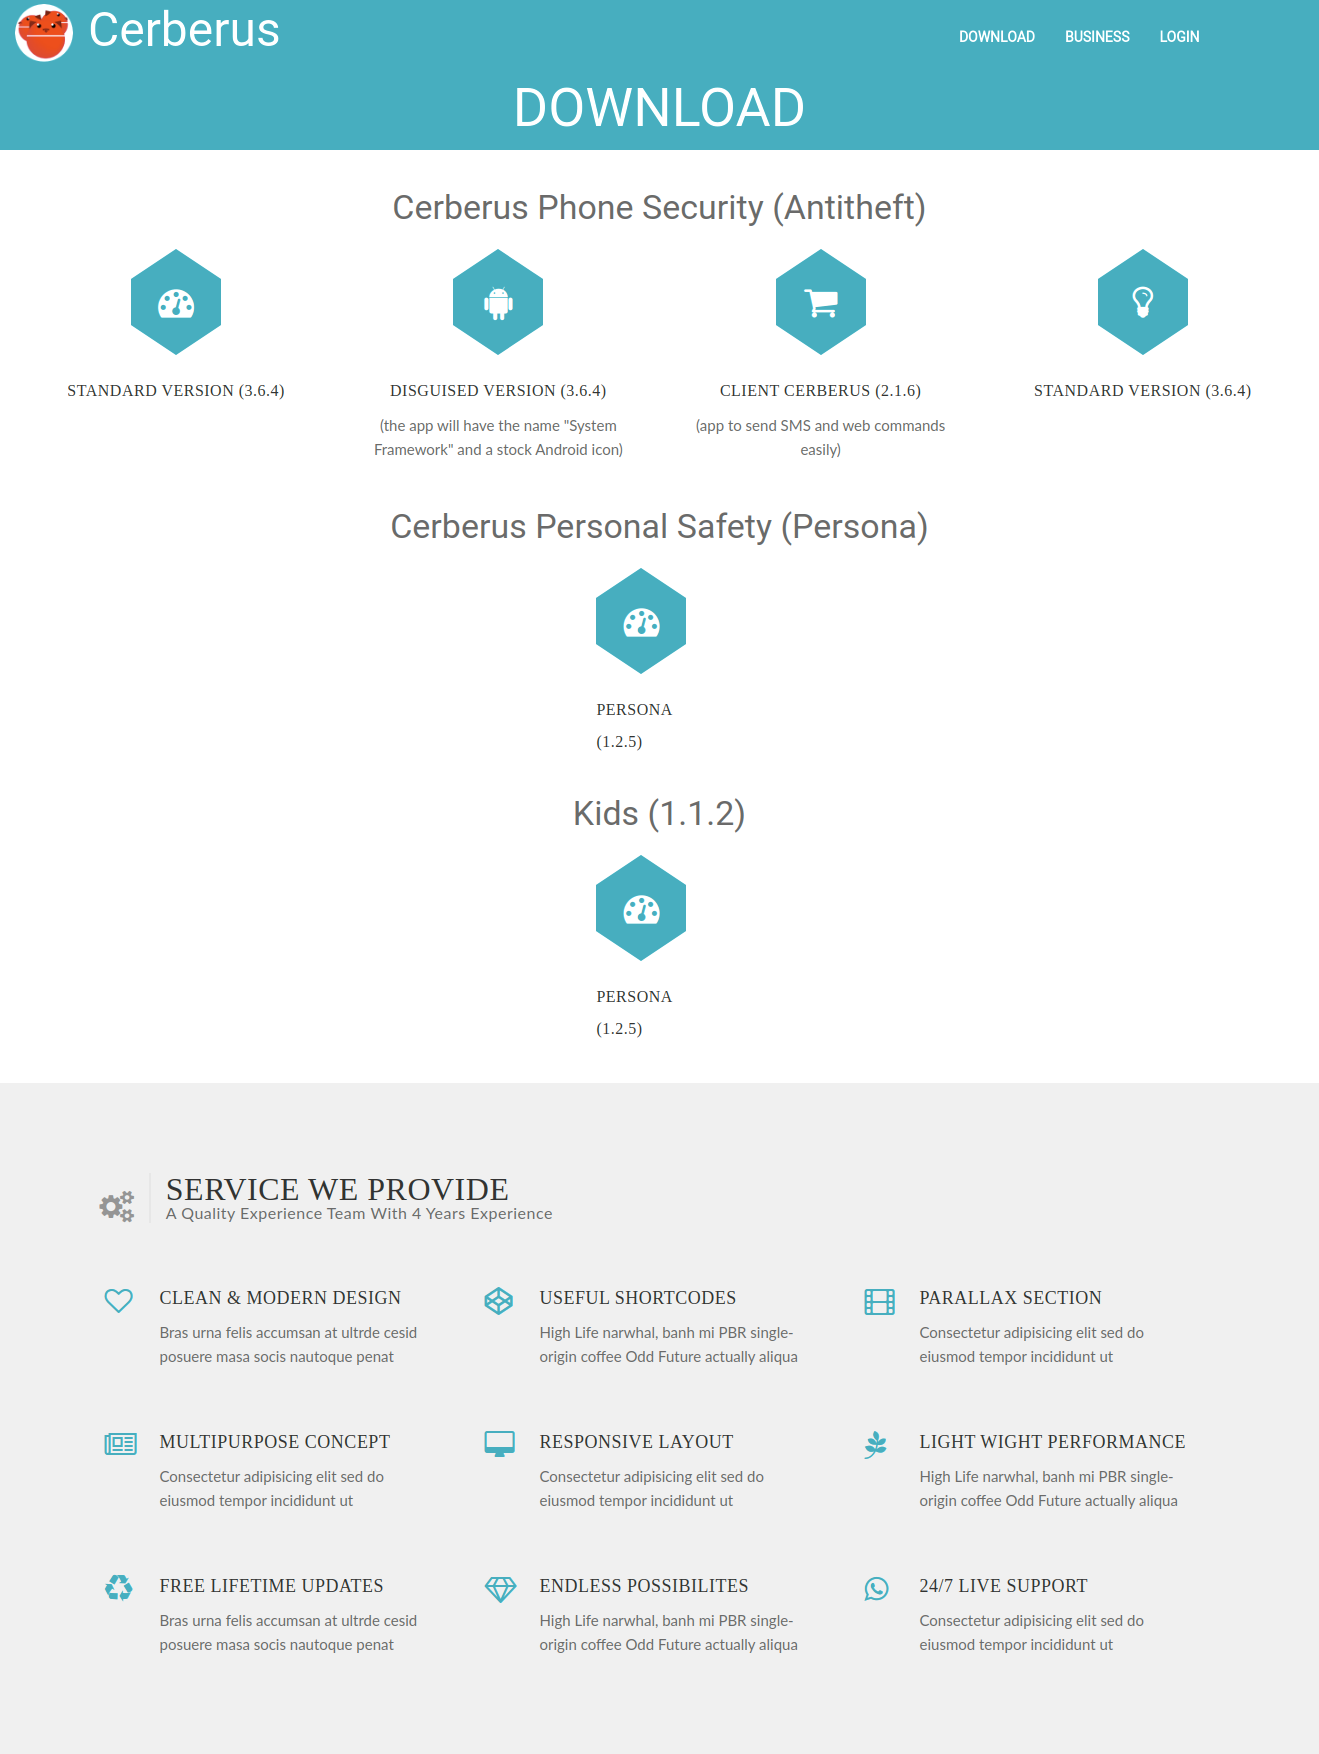 Cerberus
DOWNLOAD BUSINESS LOGIN
DOWNLOAD
Cerberus Phone Security (Antitheft)
STANDARD VERSION (3.6.4)
DISGUISED VERSION (3.6.4)
(the app will have the name "System
Framework" and a stock Android icon)
CLIENT CERBERUS (2.1.6)
(app to send SMS and web commands
easily)
STANDARD VERSION (3.6.4)
Cerberus Personal Safety (Persona)
PERSONA
(1.2.5)
Kids (1.1.2)
PERSONA
(1.2.5)
SERVICE WE PROVIDE
A Quality Experience Team With 4 Years Experience
CLEAN & MODERN DESIGN
Bras urna felis accumsan at ultrde cesid
posuere masa socis nautoque penat
USEFUL SHORTCODES
High Life narwhal, banh mi PBR single-
origin coffee Odd Future actually aliqua
PARALLAX SECTION
Consectetur adipisicing elit sed do
eiusmod tempor incididunt ut
MULTIPURPOSE CONCEPT
Consectetur adipisicing elit sed do
eiusmod tempor incididunt ut
RESPONSIVE LAYOUT
Consectetur adipisicing elit sed do
eiusmod tempor incididunt ut
LIGHT WIGHT PERFORMANCE
High Life narwhal, banh mi PBR single-
origin coffee Odd Future actually aliqua
FREE LIFETIME UPDATES
Bras urna felis accumsan at ultrde cesid
posuere masa socis nautoque penat
ENDLESS POSSIBILITES
High Life narwhal, banh mi PBR single-
origin coffee Odd Future actually aliqua
24/7 LIVE SUPPORT
Consectetur adipisicing elit sed do
eiusmod tempor incididunt ut